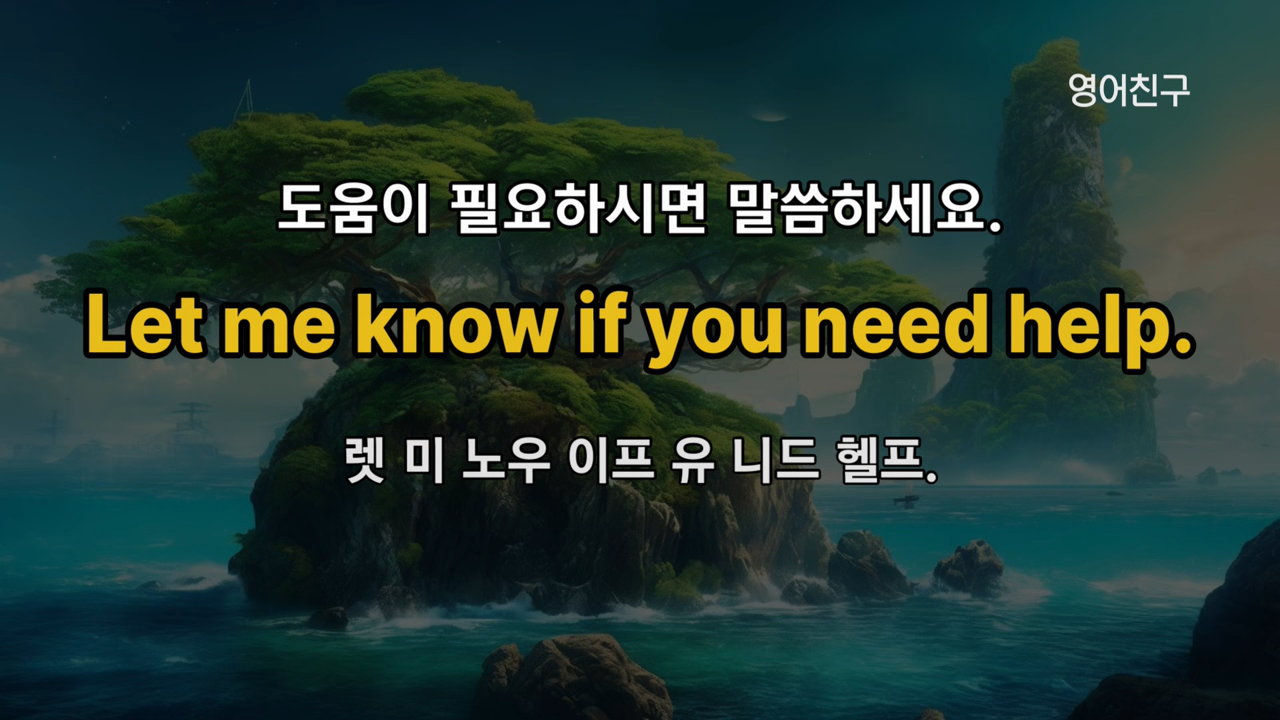 영어친구
도움이 필요하시면 말씀하세요.
Let me know if you need help.
렛 미 노우 이프 유 니드 헬프.